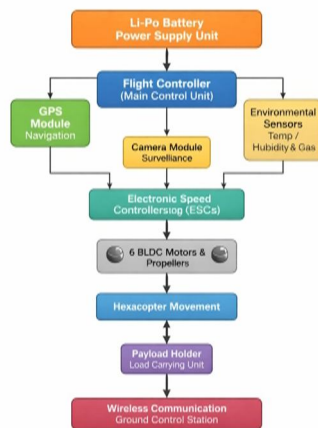 Li-Po Battery
Power Supply Unit
Flight Controller
(Main Control Unit)
GPS
Module
Navigation
Camera Module
Survelliance
Environmental
Sensors
Temp /
Hubidity & Gas
Electronic Speed
Controllersıog (ESCs)
6 BLDC Motors &
Propellers
Hexacopter Movement
Payload Holder
Load Carrying Unit
Wireless Communication
Ground Control Station